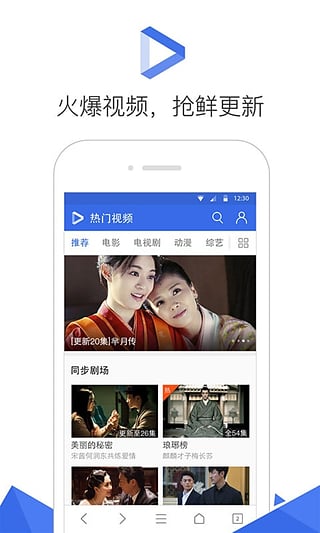 火爆视频，抢鲜更新
12:30
热门视频
推荐 电影 电视剧 动漫 综艺
[更新20集]芈月传
同步剧场
更新至26集
热
全54集
美丽的秘密
琅琊榜
宋茜何润东共炼爱情
麒麟才子梅长苏
2